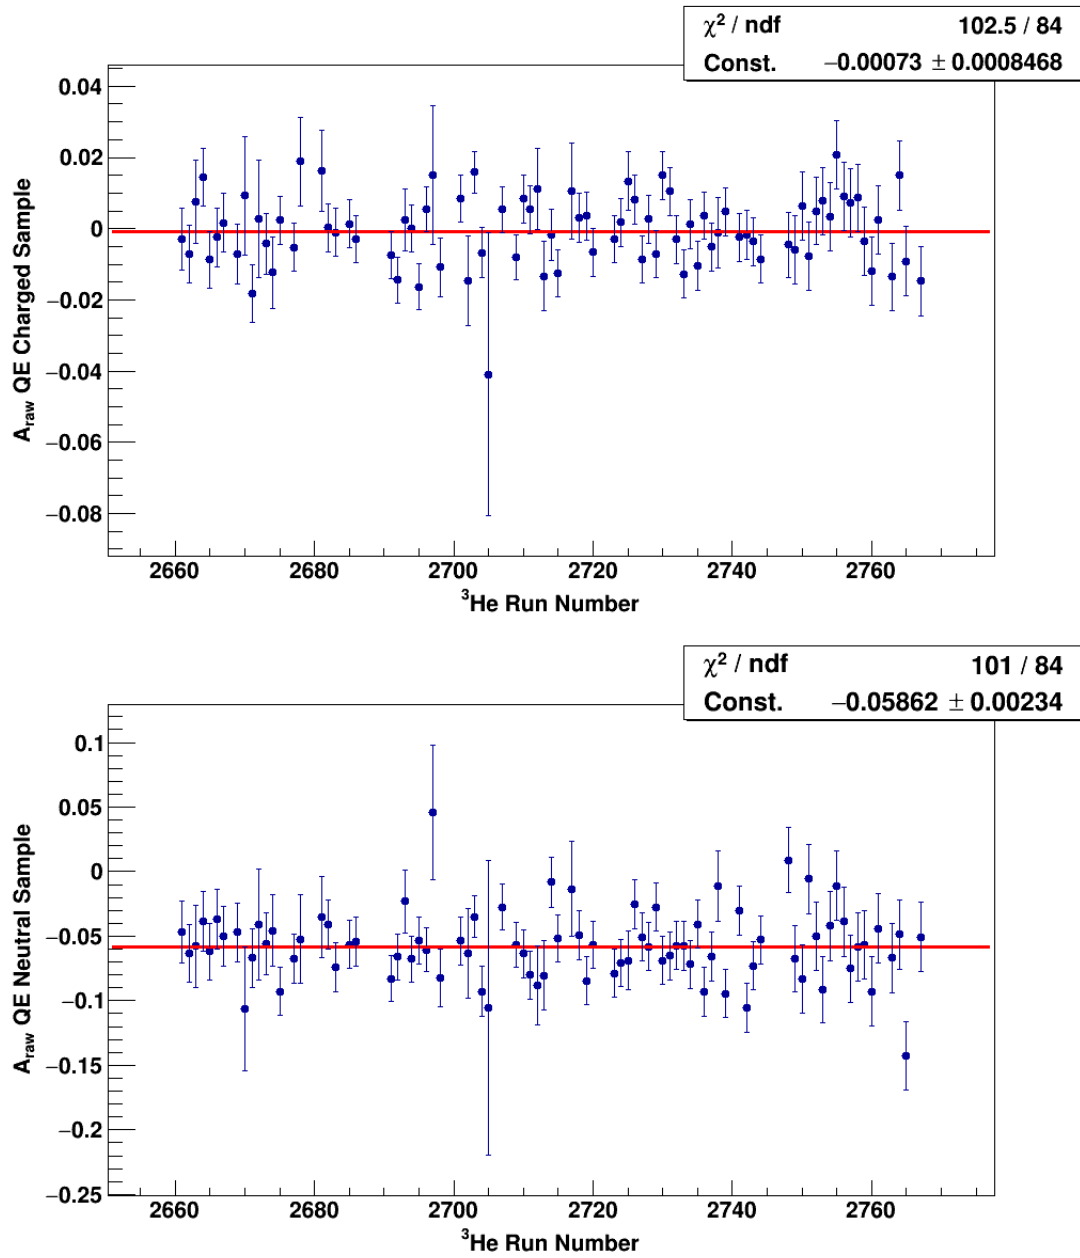 χ² / ndf 102.5 / 84
Const. −0.00073 ± 0.0008468
0.04
0.02
0
−0.02
−0.04
−0.06
−0.08
A_raw QE Charged Sample
2660 2680 2700 2720 2740 2760
³He Run Number
χ² / ndf 101 / 84
Const. −0.05862 ± 0.00234
0.1
0.05
0
−0.05
−0.1
−0.15
−0.2
−0.25
A_raw QE Neutral Sample
2660 2680 2700 2720 2740 2760
³He Run Number